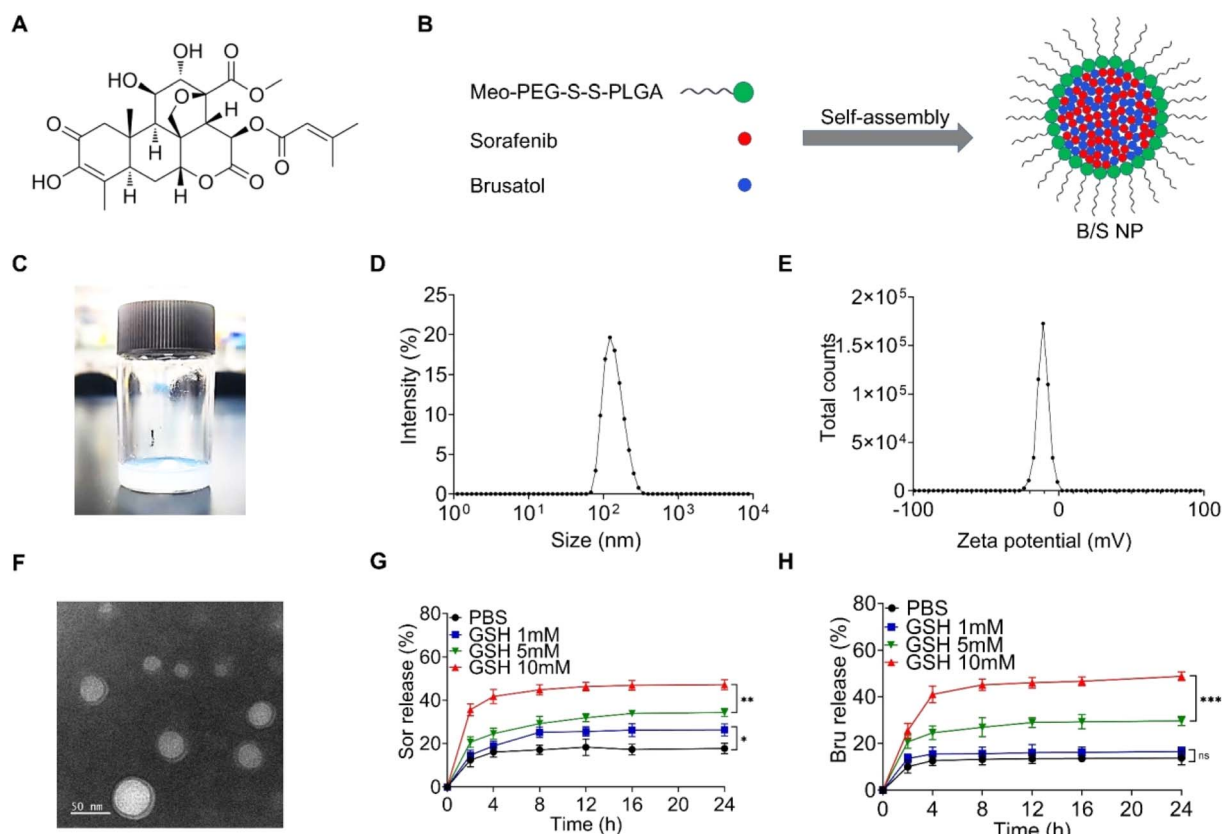 A
OH
HO
O
O
O
O
O
O
H
H
H
H
HO
O
O
B
Meo-PEG-S-S-PLGA
Sorafenib
Brusatol
Self-assembly
B/S NP
C
D
25
20
15
10
5
0
10⁰ 10¹ 10² 10³ 10⁴
Intensity (%)
Size (nm)
E
2×10⁵
1.5×10⁵
1×10⁵
5×10⁴
0
-100 0 100
Total counts
Zeta potential (mV)
F
50 nm
G
80
60
40
20
0
0 4 8 12 16 20 24
Sor release (%)
Time (h)
PBS
GSH 1mM
GSH 5mM
GSH 10mM
**
*
H
80
60
40
20
0
0 4 8 12 16 20 24
Bru release (%)
Time (h)
PBS
GSH 1mM
GSH 5mM
GSH 10mM
***
ns